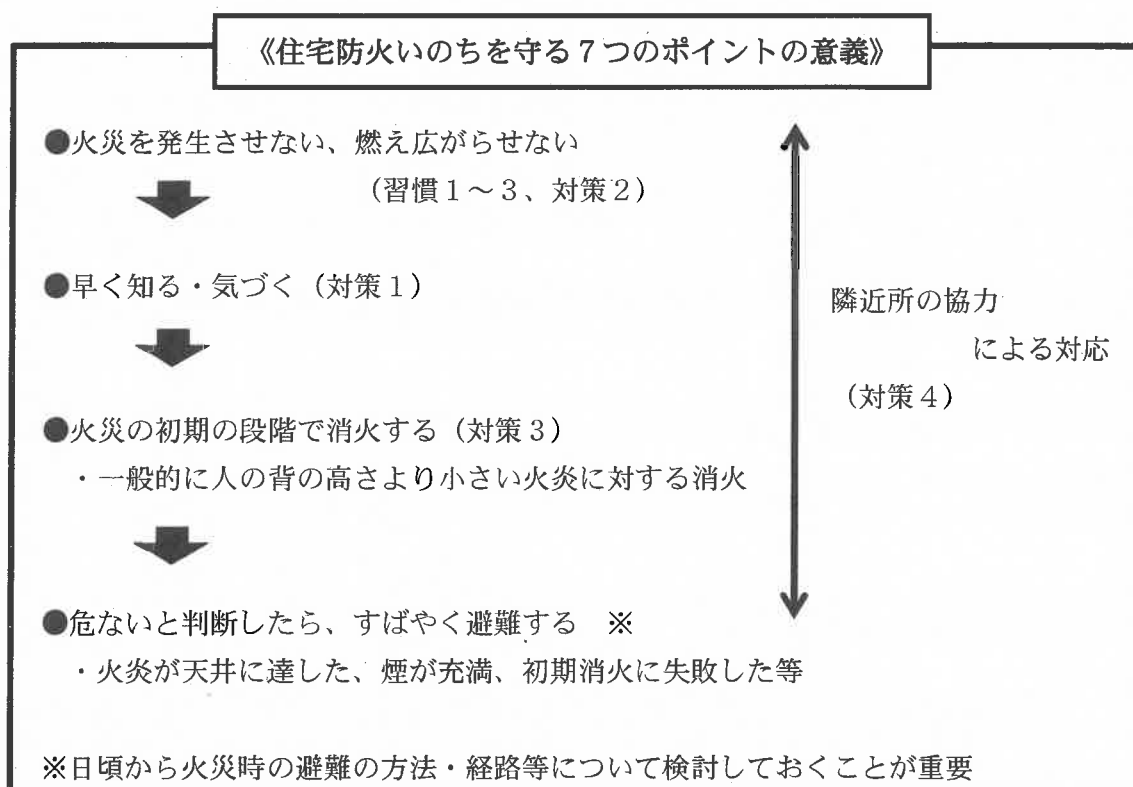 《住宅防火いのちを守る7つのポイントの意義》
●火災を発生させない、燃え広がらせない
(習慣1～3、対策2)
●早く知る・気づく(対策1)
隣近所の協力
による対応
(対策4)
●火災の初期の段階で消火する(対策3)
・一般的に人の背の高さより小さい火炎に対する消火
●危ないと判断したら、すばやく避難する ※
・火炎が天井に達した、煙が充満、初期消火に失敗した等
※日頃から火災時の避難の方法・経路等について検討しておくことが重要